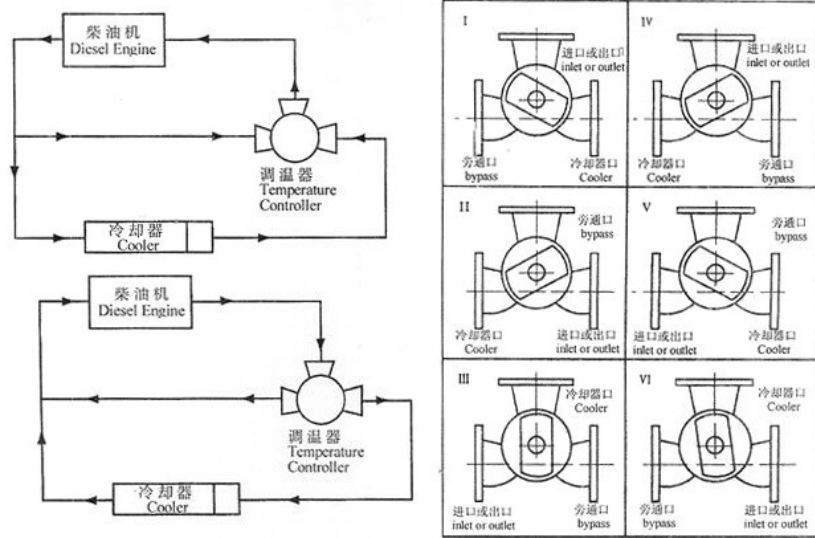 柴油机
Diesel Engine
调温器
Temperature
Controller
冷却器
Cooler
柴油机
Diesel Engine
调温器
Temperature
Controller
冷却器
Cooler
I
进口或出口
inlet or outlet
旁通口
bypass
冷却器口
Cooler
IV
进口或出口
inlet or outlet
冷却器口
Cooler
旁通口
bypass
II
旁通口
bypass
冷却器口
Cooler
进口或出口
inlet or outlet
V
旁通口
bypass
进口或出口
inlet or outlet
冷却器口
Cooler
III
冷却器口
Cooler
进口或出口
inlet or outlet
旁通口
bypass
VI
冷却器口
Cooler
旁通口
bypass
进口或出口
inlet or outlet